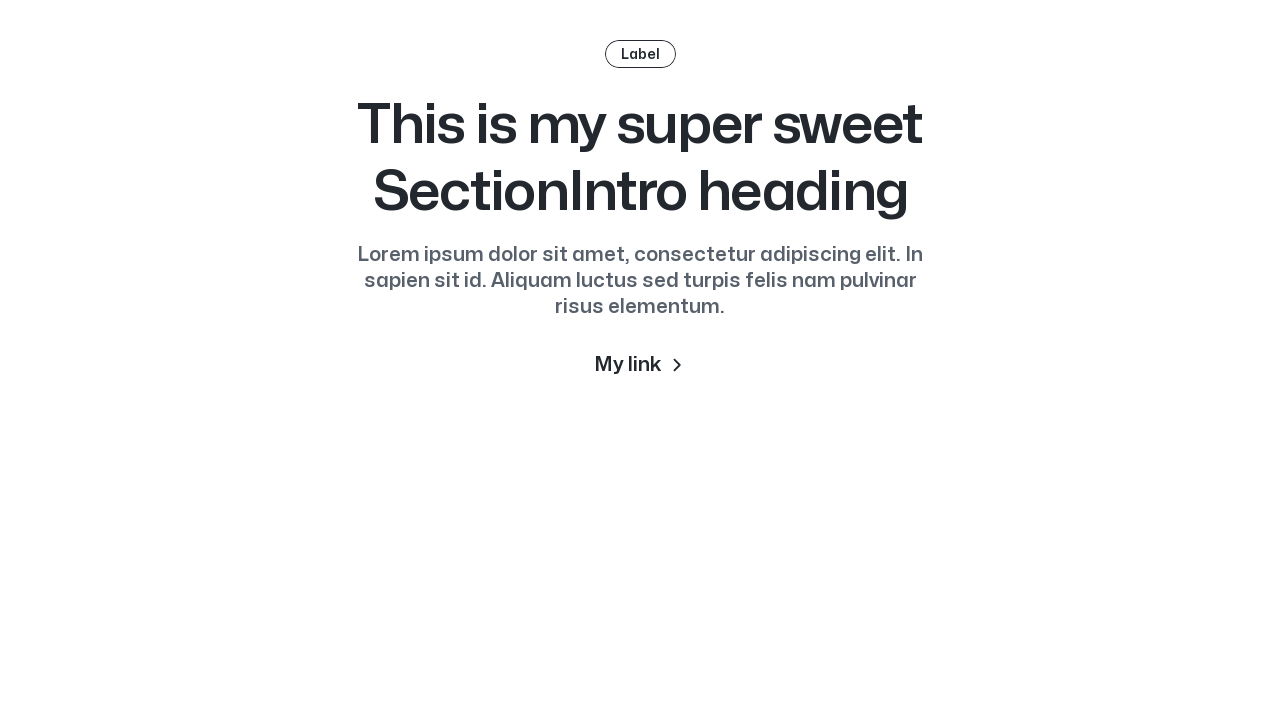 Label
This is my super sweet
SectionIntro heading
Lorem ipsum dolor sit amet, consectetur adipiscing elit. In
sapien sit id. Aliquam luctus sed turpis felis nam pulvinar
risus elementum.
My link